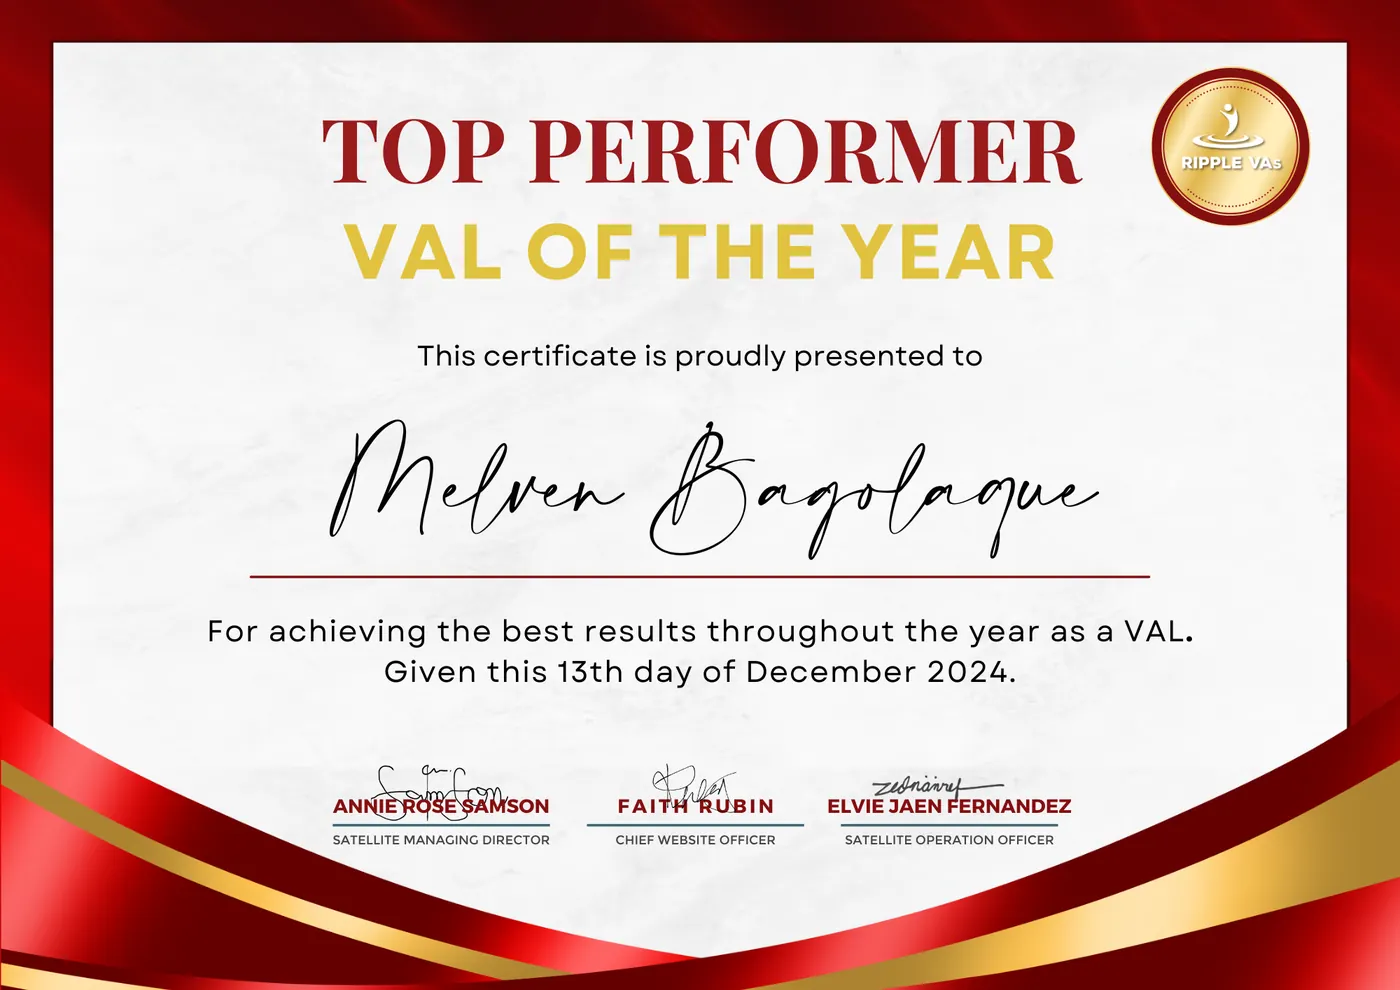 TOP PERFORMER
RIPPLE VAs
VAL OF THE YEAR
This certificate is proudly presented to
Melven Bagolaque
For achieving the best results throughout the year as a VAL.
Given this 13th day of December 2024.
ANNIE ROSE SAMSON
SATELLITE MANAGING DIRECTOR
FAITH RUBIN
CHIEF WEBSITE OFFICER
ELVIE JAEN FERNANDEZ
SATELLITE OPERATION OFFICER